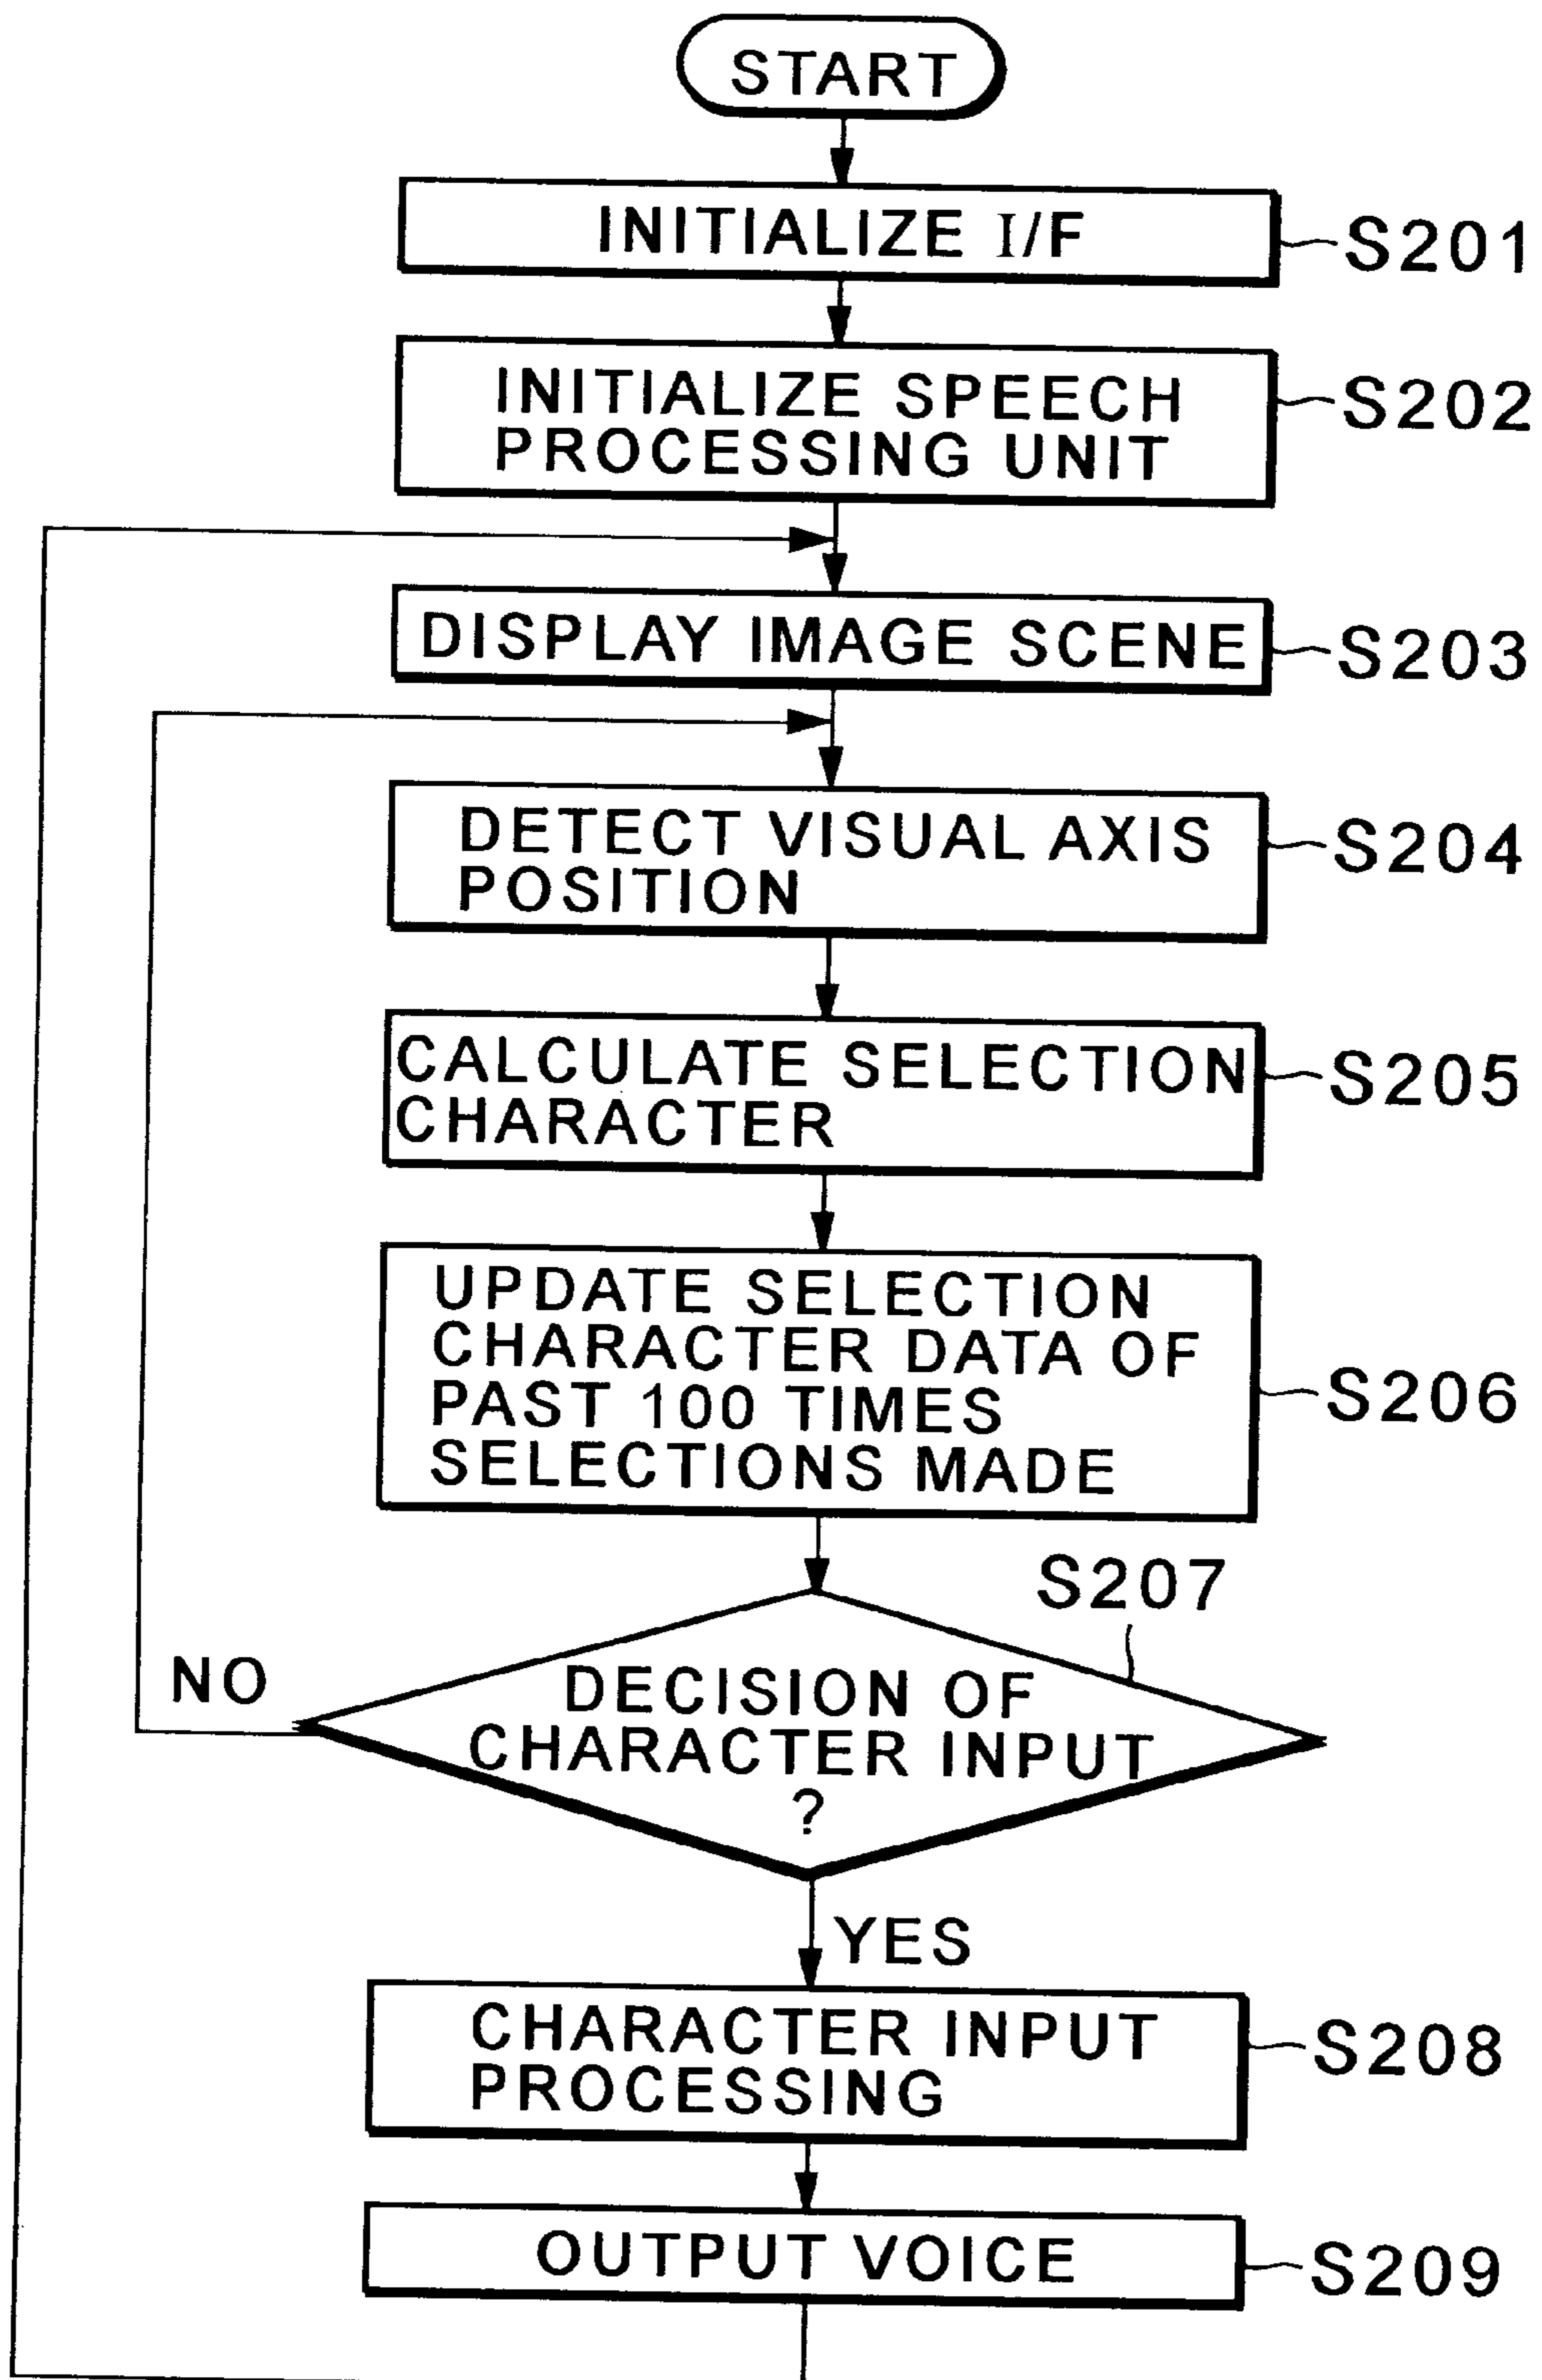 START
INITIALIZE I/F
S201
INITIALIZE SPEECH
PROCESSING UNIT
S202
DISPLAY IMAGE SCENE
S203
DETECT VISUAL AXIS
POSITION
S204
CALCULATE SELECTION
CHARACTER
S205
UPDATE SELECTION
CHARACTER DATA OF
PAST 100 TIMES
SELECTIONS MADE
S206
S207
NO
DECISION OF
CHARACTER INPUT
?
YES
CHARACTER INPUT
PROCESSING
S208
OUTPUT VOICE
S209